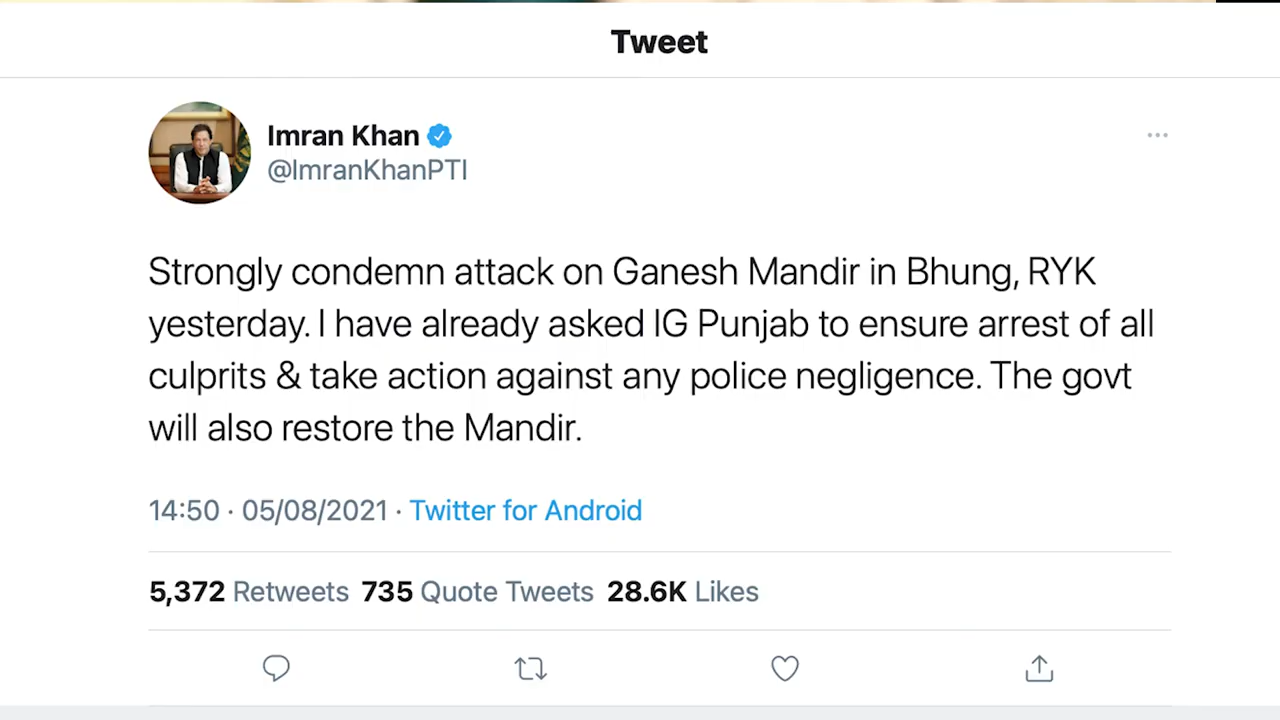 Tweet
Imran Khan
@ImranKhanPTI
Strongly condemn attack on Ganesh Mandir in Bhung, RYK
yesterday. I have already asked IG Punjab to ensure arrest of all
culprits & take action against any police negligence. The govt
will also restore the Mandir.
14:50 · 05/08/2021 · Twitter for Android
5,372 Retweets 735 Quote Tweets 28.6K Likes